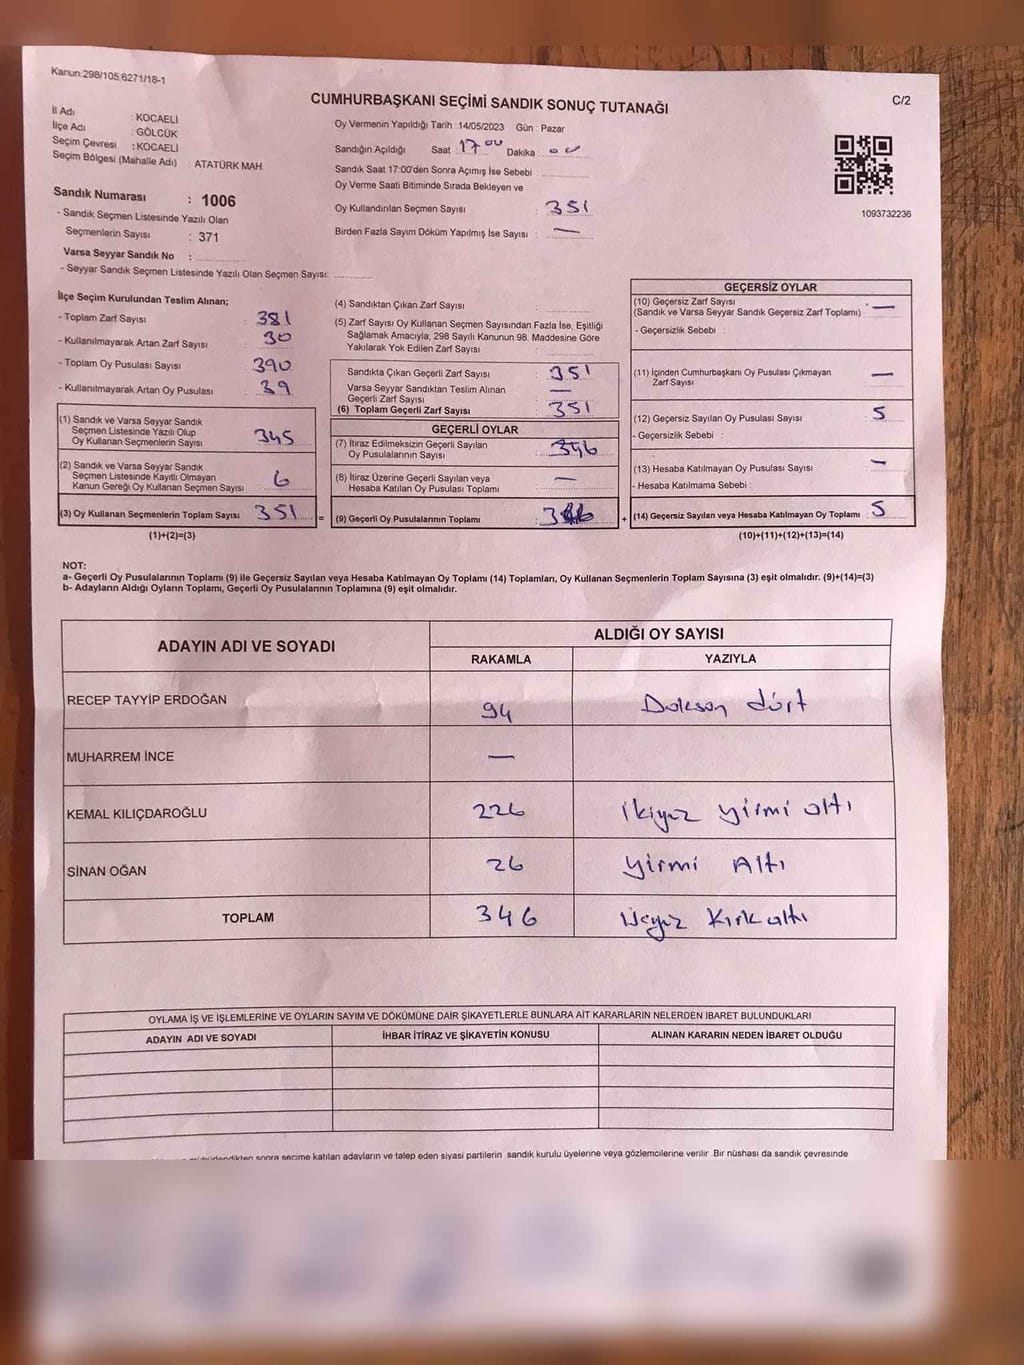 Kanun.298/105.6271/18-1
C/2
CUMHURBAŞKANI SEÇİMİ SANDIK SONUÇ TUTANAĞI
İl Adı : KOCAELİ
İlçe Adı : GÖLCÜK
Seçim Çevresi : KOCAELİ
Seçim Bölgesi (Mahalle Adı) : ATATÜRK MAH.
Sandık Numarası : 1006
- Sandık Seçmen Listesinde Yazılı Olan
Seçmenlerin Sayısı : 371
Varsa Seyyar Sandık No :
- Seyyar Sandık Seçmen Listesinde Yazılı Olan Seçmen Sayısı:
Oy Vermenin Yapıldığı Tarih :14/05/2023 Gün : Pazar
Sandığın Açıldığı Saat : 17 00 Dakika : 00
Sandık Saat 17:00'den Sonra Açımış İse Sebebi :
Oy Verme Saati Bitiminde Sırada Bekleyen ve
Oy Kullandırılan Seçmen Sayısı : 351
Birden Fazla Sayım Döküm Yapılmış İse Sayısı : —
1093732236
İlçe Seçim Kurulundan Teslim Alınan;
- Toplam Zarf Sayısı : 381
- Kullanılmayarak Artan Zarf Sayısı : 30
- Toplam Oy Pusulası Sayısı : 390
- Kullanılmayarak Artan Oy Pusulası : 39
(1) Sandık ve Varsa Seyyar Sandık
Seçmen Listesinde Yazılı Olup
Oy Kullanan Seçmenlerin Sayısı : 345
(2) Sandık ve Varsa Seyyar Sandık
Seçmen Listesinde Kayıtlı Olmayan
Kanun Gereği Oy Kullanan Seçmen Sayısı : 6
(3) Oy Kullanan Seçmenlerin Toplam Sayısı : 351 =
(1)+(2)=(3)
(4) Sandıktan Çıkan Zarf Sayısı :
(5) Zarf Sayısı Oy Kullanan Seçmen Sayısından Fazla İse, Eşitliği
Sağlamak Amacıyla; 298 Sayılı Kanunun 98. Maddesine Göre
Yakılarak Yok Edilen Zarf Sayısı :
Sandıkta Çıkan Geçerli Zarf Sayısı : 351
Varsa Seyyar Sandıktan Teslim Alınan
Geçerli Zarf Sayısı : —
(6) Toplam Geçerli Zarf Sayısı : 351
GEÇERLİ OYLAR
(7) İtiraz Edilmeksizin Geçerli Sayılan
Oy Pusulalarının Sayısı : 346
(8) İtiraz Üzerine Geçerli Sayılan veya
Hesaba Katılan Oy Pusulası Toplamı : —
(9) Geçerli Oy Pusulalarının Toplamı : 346 +
GEÇERSİZ OYLAR
(10) Geçersiz Zarf Sayısı : —
(Sandık ve Varsa Seyyar Sandık Geçersiz Zarf Toplamı)
- Geçersizlik Sebebi :
(11) İçinden Cumhurbaşkanı Oy Pusulası Çıkmayan
Zarf Sayısı : —
(12) Geçersiz Sayılan Oy Pusulası Sayısı : 5
- Geçersizlik Sebebi :
(13) Hesaba Katılmayan Oy Pusulası Sayısı : —
- Hesaba Katılmama Sebebi :
(14) Geçersiz Sayılan veya Hesaba Katılmayan Oy Toplamı : 5
(10)+(11)+(12)+(13)=(14)
NOT:
a- Geçerli Oy Pusulalarının Toplamı (9) ile Geçersiz Sayılan veya Hesaba Katılmayan Oy Toplamı (14) Toplamları, Oy Kullanan Seçmenlerin Toplam Sayısına (3) eşit olmalıdır. (9)+(14)=(3)
b- Adayların Aldığı Oyların Toplamı, Geçerli Oy Pusulalarının Toplamına (9) eşit olmalıdır.
ADAYIN ADI VE SOYADI ALDIĞI OY SAYISI
RAKAMLA YAZIYLA
RECEP TAYYİP ERDOĞAN 94 Doksan dört
MUHARREM İNCE —
KEMAL KILIÇDAROĞLU 226 ikiyüz yirmi altı
SİNAN OĞAN 26 yirmi Altı
TOPLAM 346 Üçyüz Kırk altı
OYLAMA İŞ VE İŞLEMLERİNE VE OYLARIN SAYIM VE DÖKÜMÜNE DAİR ŞİKAYETLERLE BUNLARA AİT KARARLARIN NELERDEN İBARET BULUNDUKLARI
ADAYIN ADI VE SOYADI İHBAR İTİRAZ VE ŞİKAYETİN KONUSU ALINAN KARARIN NEDEN İBARET OLDUĞU
sonra seçime katılan adayların ve talep eden siyasi partilerin sandık kurulu üyelerine veya gözlemcilerine verilir. Bir nüshası da sandık çevresinde